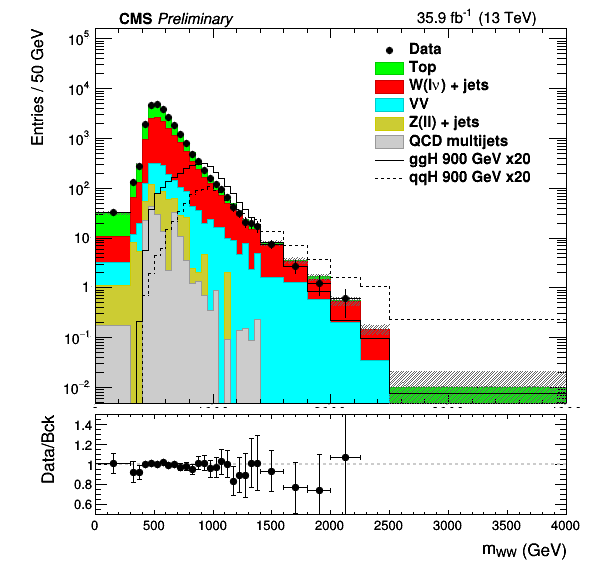 CMS Preliminary 35.9 fb⁻¹ (13 TeV)
Entries / 50 GeV
10⁵
10⁴
10³
10²
10
1
10⁻¹
10⁻²
Data
Top
W(lν) + jets
VV
Z(ll) + jets
QCD multijets
ggH 900 GeV x20
qqH 900 GeV x20
Data/Bck
1.4
1.2
1
0.8
0.6
0 500 1000 1500 2000 2500 3000 3500 4000
m_WW (GeV)